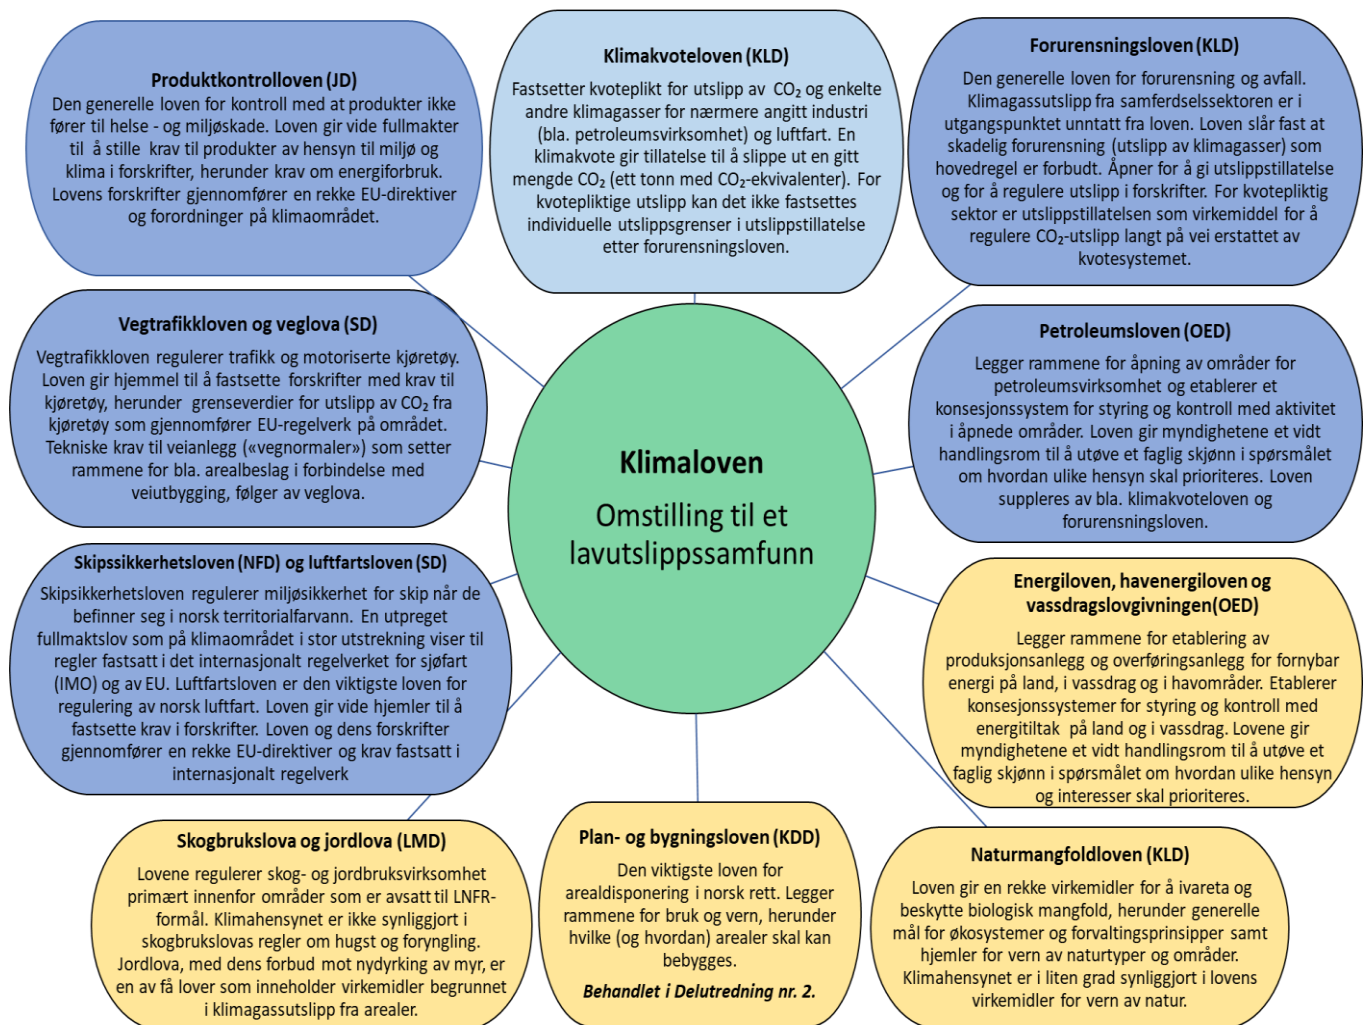 Produktkontrolloven (JD)
Den generelle loven for kontroll med at produkter ikke
fører til helse - og miljøskade. Loven gir vide fullmakter
til å stille krav til produkter av hensyn til miljø og
klima i forskrifter, herunder krav om energiforbruk.
Lovens forskrifter gjennomfører en rekke EU-direktiver
og forordninger på klimaområdet.
Klimakvoteloven (KLD)
Fastsetter kvoteplikt for utslipp av CO₂ og enkelte
andre klimagasser for nærmere angitt industri
(bla. petroleumsvirksomhet) og luftfart. En
klimakvote gir tillatelse til å slippe ut en gitt
mengde CO₂ (ett tonn med CO₂-ekvivalenter). For
kvotepliktige utslipp kan det ikke fastsettes
individuelle utslippsgrenser i utslippstillatelse
etter forurensningsloven.
Forurensningsloven (KLD)
Den generelle loven for forurensning og avfall.
Klimagassutslipp fra samferdselssektoren er i
utgangspunktet unntatt fra loven. Loven slår fast at
skadelig forurensning (utslipp av klimagasser) som
hovedregel er forbudt. Åpner for å gi utslippstillatelse
og for å regulere utslipp i forskrifter. For kvotepliktig
sektor er utslippstillatelsen som virkemiddel for å
regulere CO₂-utslipp langt på vei erstattet av
kvotesystemet.
Vegtrafikkloven og veglova (SD)
Vegtrafikkloven regulerer trafikk og motoriserte kjøretøy.
Loven gir hjemmel til å fastsette forskrifter med krav til
kjøretøy, herunder grenseverdier for utslipp av CO₂ fra
kjøretøy som gjennomfører EU-regelverk på området.
Tekniske krav til veianlegg («vegnormaler») som setter
rammene for bla. arealbeslag i forbindelse med
veiutbygging, følger av veglova.
Klimaloven
Omstilling til et
lavutslippssamfunn
Petroleumsloven (OED)
Legger rammene for åpning av områder for
petroleumsvirksomhet og etablerer et
konsesjonssystem for styring og kontroll med aktivitet
i åpnede områder. Loven gir myndighetene et vidt
handlingsrom til å utøve et faglig skjønn i spørsmålet
om hvordan ulike hensyn skal prioriteres. Loven
suppleres av bla. klimakvoteloven og
forurensningsloven.
Skipssikkerhetsloven (NFD) og luftfartsloven (SD)
Skipsikkerhetsloven regulerer miljøsikkerhet for skip når de
befinner seg i norsk territorialfarvann. En utpreget
fullmaktslov som på klimaområdet i stor utstrekning viser til
regler fastsatt i det internasjonalt regelverket for sjøfart
(IMO) og av EU. Luftfartsloven er den viktigste loven for
regulering av norsk luftfart. Loven gir vide hjemler til å
fastsette krav i forskrifter. Loven og dens forskrifter
gjennomfører en rekke EU-direktiver og krav fastsatt i
internasjonalt regelverk
Energiloven, havenergiloven og
vassdragslovgivningen(OED)
Legger rammene for etablering av
produksjonsanlegg og overføringsanlegg for fornybar
energi på land, i vassdrag og i havområder. Etablerer
konsesjonssystemer for styring og kontroll med
energitiltak på land og i vassdrag. Lovene gir
myndighetene et vidt handlingsrom til å utøve et
faglig skjønn i spørsmålet om hvordan ulike hensyn
og interesser skal prioriteres.
Skogbrukslova og jordlova (LMD)
Lovene regulerer skog- og jordbruksvirksomhet
primært innenfor områder som er avsatt til LNFR-
formål. Klimahensynet er ikke synliggjort i
skogbrukslovas regler om hugst og foryngling.
Jordlova, med dens forbud mot nydyrking av myr, er
en av få lover som inneholder virkemidler begrunnet
i klimagassutslipp fra arealer.
Plan- og bygningsloven (KDD)
Den viktigste loven for
arealdisponering i norsk rett. Legger
rammene for bruk og vern, herunder
hvilke (og hvordan) arealer skal kan
bebygges.
Behandlet i Delutredning nr. 2.
Naturmangfoldloven (KLD)
Loven gir en rekke virkemidler for å ivareta og
beskytte biologisk mangfold, herunder generelle
mål for økosystemer og forvaltingsprinsipper samt
hjemler for vern av naturtyper og områder.
Klimahensynet er i liten grad synliggjort i lovens
virkemidler for vern av natur.